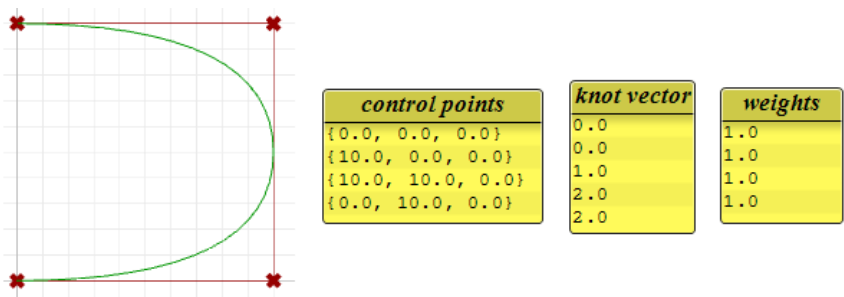 control points
{0.0, 0.0, 0.0}
{10.0, 0.0, 0.0}
{10.0, 10.0, 0.0}
{0.0, 10.0, 0.0}
knot vector
0.0
0.0
1.0
2.0
2.0
weights
1.0
1.0
1.0
1.0